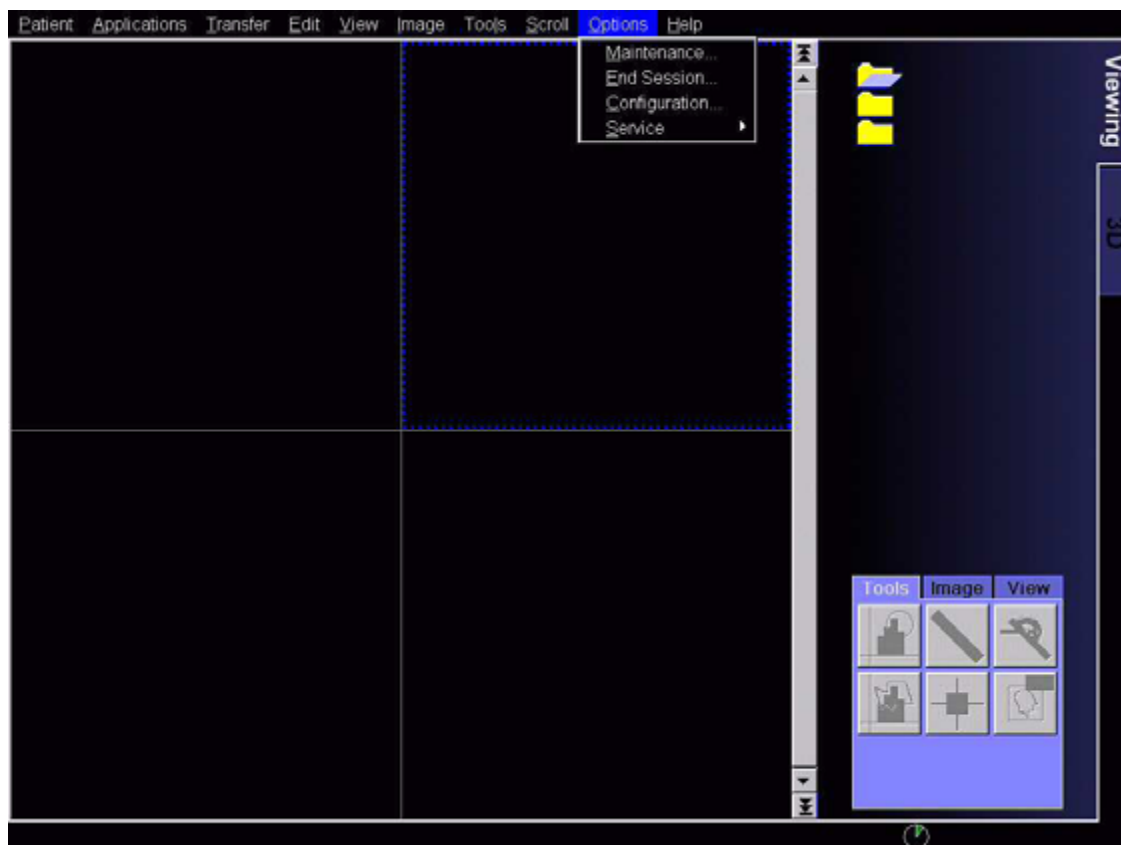 Patient Applications Transfer Edit View Image Tools Scroll Options Help
Maintenance...
End Session...
Configuration...
Service
Viewing
3D
Tools Image View